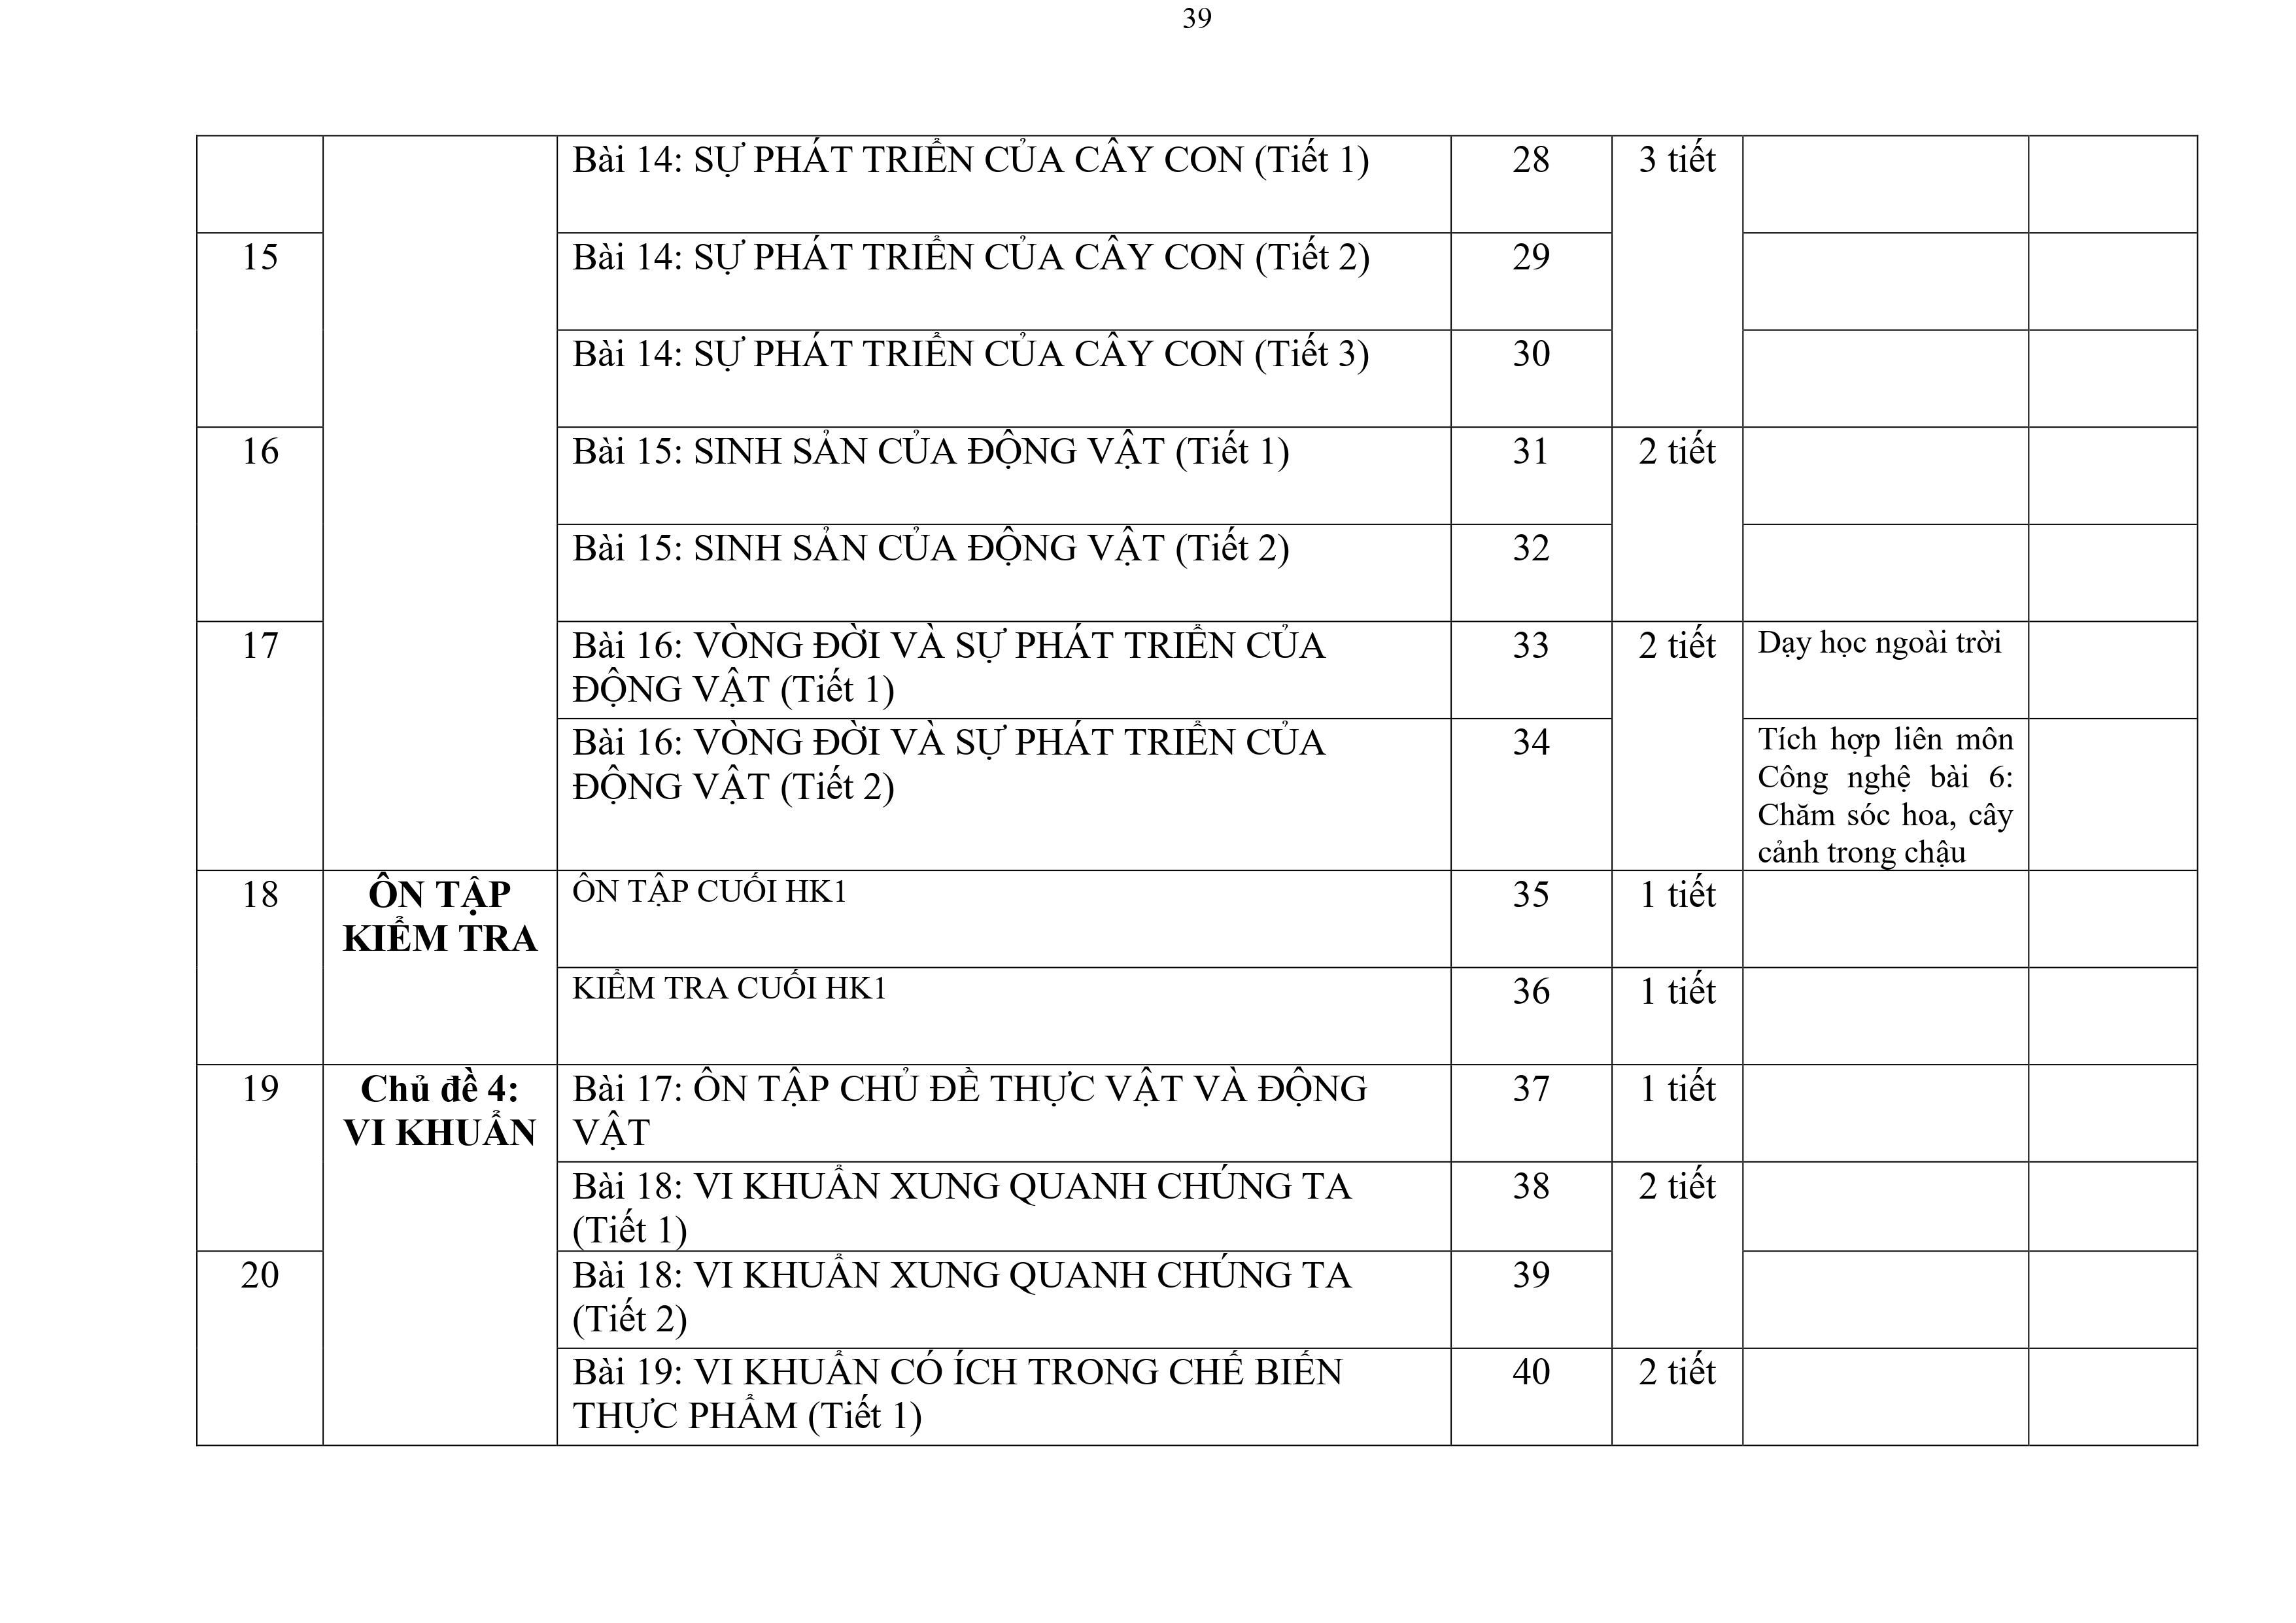 39
Bài 14: SỰ PHÁT TRIỂN CỦA CÂY CON (Tiết 1) 28 3 tiết
15 Bài 14: SỰ PHÁT TRIỂN CỦA CÂY CON (Tiết 2) 29
Bài 14: SỰ PHÁT TRIỂN CỦA CÂY CON (Tiết 3) 30
16 Bài 15: SINH SẢN CỦA ĐỘNG VẬT (Tiết 1) 31 2 tiết
Bài 15: SINH SẢN CỦA ĐỘNG VẬT (Tiết 2) 32
17 Bài 16: VÒNG ĐỜI VÀ SỰ PHÁT TRIỂN CỦA 33 2 tiết Dạy học ngoài trời
ĐỘNG VẬT (Tiết 1)
Bài 16: VÒNG ĐỜI VÀ SỰ PHÁT TRIỂN CỦA 34 Tích hợp liên môn
ĐỘNG VẬT (Tiết 2) Công nghệ bài 6:
Chăm sóc hoa, cây
cảnh trong chậu
18 ÔN TẬP ÔN TẬP CUỐI HK1 35 1 tiết
KIỂM TRA
KIỂM TRA CUỐI HK1 36 1 tiết
19 Chủ đề 4: Bài 17: ÔN TẬP CHỦ ĐỀ THỰC VẬT VÀ ĐỘNG 37 1 tiết
VI KHUẨN VẬT
Bài 18: VI KHUẨN XUNG QUANH CHÚNG TA 38 2 tiết
(Tiết 1)
20 Bài 18: VI KHUẨN XUNG QUANH CHÚNG TA 39
(Tiết 2)
Bài 19: VI KHUẨN CÓ ÍCH TRONG CHẾ BIẾN 40 2 tiết
THỰC PHẨM (Tiết 1)